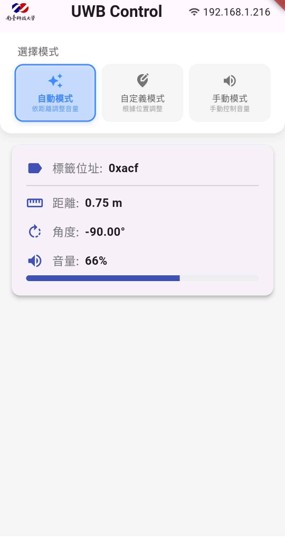 南臺科技大學
UWB Control
192.168.1.216
選擇模式
自動模式
依距離調整音量
自定義模式
根據位置調整
手動模式
手動控制音量
標籤位址: 0xacf
距離: 0.75 m
角度: -90.00°
音量: 66%